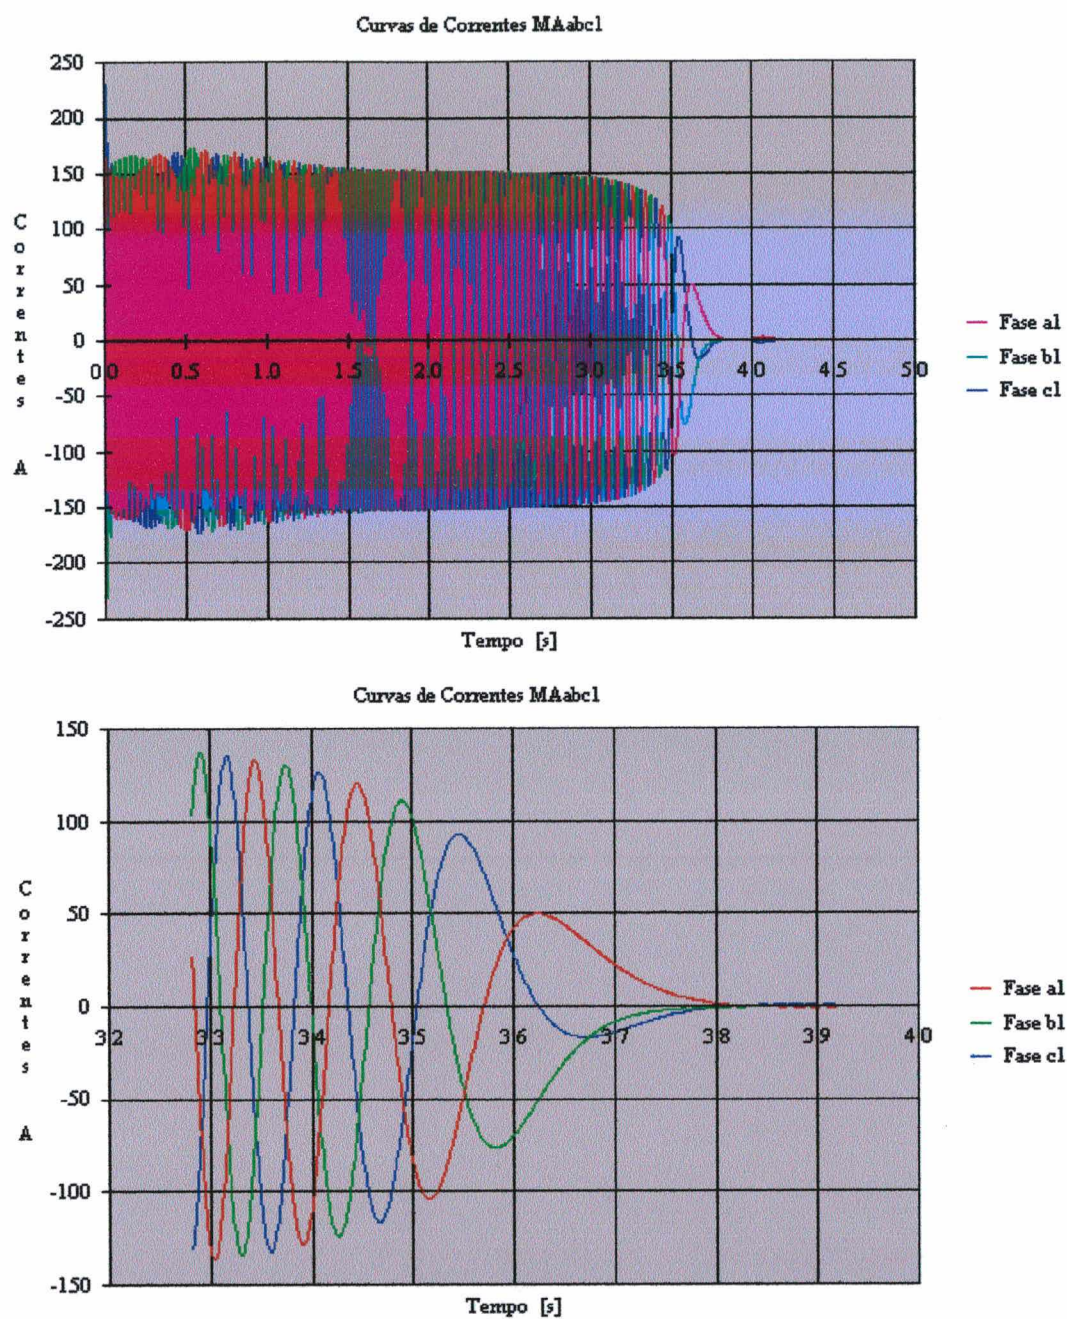 Curvas de Correntes MAabc1
250
200
150
100
50
0
-50
-100
-150
-200
-250
Correntes A
0.0 0.5 1.0 1.5 2.0 2.5 3.0 3.5 4.0 4.5 5.0
Tempo [s]
Fase a1
Fase b1
Fase c1
Curvas de Correntes MAabc1
150
100
50
0
-50
-100
-150
Correntes A
3.2 3.3 3.4 3.5 3.6 3.7 3.8 3.9 4.0
Tempo [s]
Fase a1
Fase b1
Fase c1